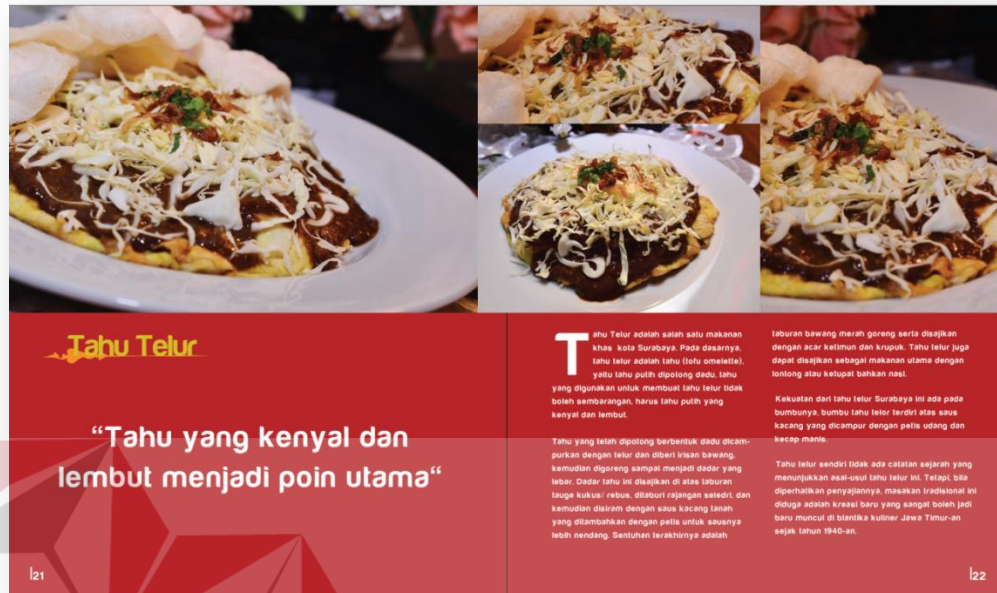 Tahu Telur
“Tahu yang kenyal dan
lembut menjadi poin utama“
21
Tahu Telur adalah salah satu makanan
khas kota Surabaya. Pada dasarnya,
tahu telur adalah tahu (tofu omelette),
yaitu tahu putih dipotong dadu, tahu
yang digunakan untuk membuat tahu telur tidak
boleh sembarangan, harus tahu putih yang
kenyal dan lembut.
Tahu yang telah dipotong berbentuk dadu dicam-
purkan dengan telur dan diberi irisan bawang,
kemudian digoreng sampai menjadi dadar yang
lebar. Dadar tahu ini disajikan di atas taburan
tauge kukus/ rebus, ditaburi rajangan seledri, dan
kemudian disiram dengan saus kacang tanah
yang ditambahkan dengan petis untuk sausnya
lebih nendang. Sentuhan terakhirnya adalah
taburan bawang merah goreng serta disajikan
dengan acar ketimun dan krupuk. Tahu telur juga
dapat disajikan sebagai makanan utama dengan
lontong atau ketupat bahkan nasi.
Kekuatan dari tahu telur Surabaya ini ada pada
bumbunya, bumbu tahu telor terdiri atas saus
kacang yang dicampur dengan petis udang dan
kecap manis.
Tahu telur sendiri tidak ada catatan sejarah yang
menunjukkan asal-usul tahu telur ini. Tetapi, bila
diperhatikan penyajiannya, masakan tradisional ini
diduga adalah kreasi baru yang sangat boleh jadi
baru muncul di blantika kuliner Jawa Timur-an
sejak tahun 1940-an.
22